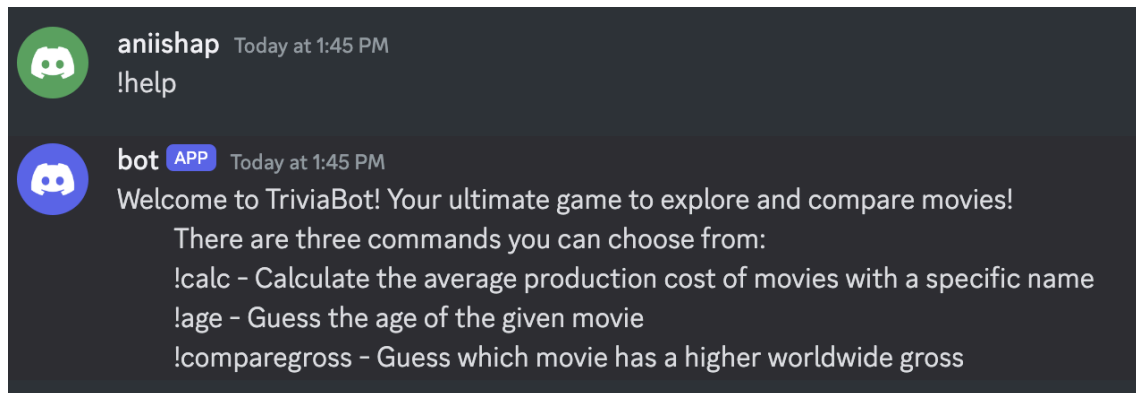 aniishap Today at 1:45 PM
!help
bot APP Today at 1:45 PM
Welcome to TriviaBot! Your ultimate game to explore and compare movies!
There are three commands you can choose from:
!calc - Calculate the average production cost of movies with a specific name
!age - Guess the age of the given movie
!comparegross - Guess which movie has a higher worldwide gross